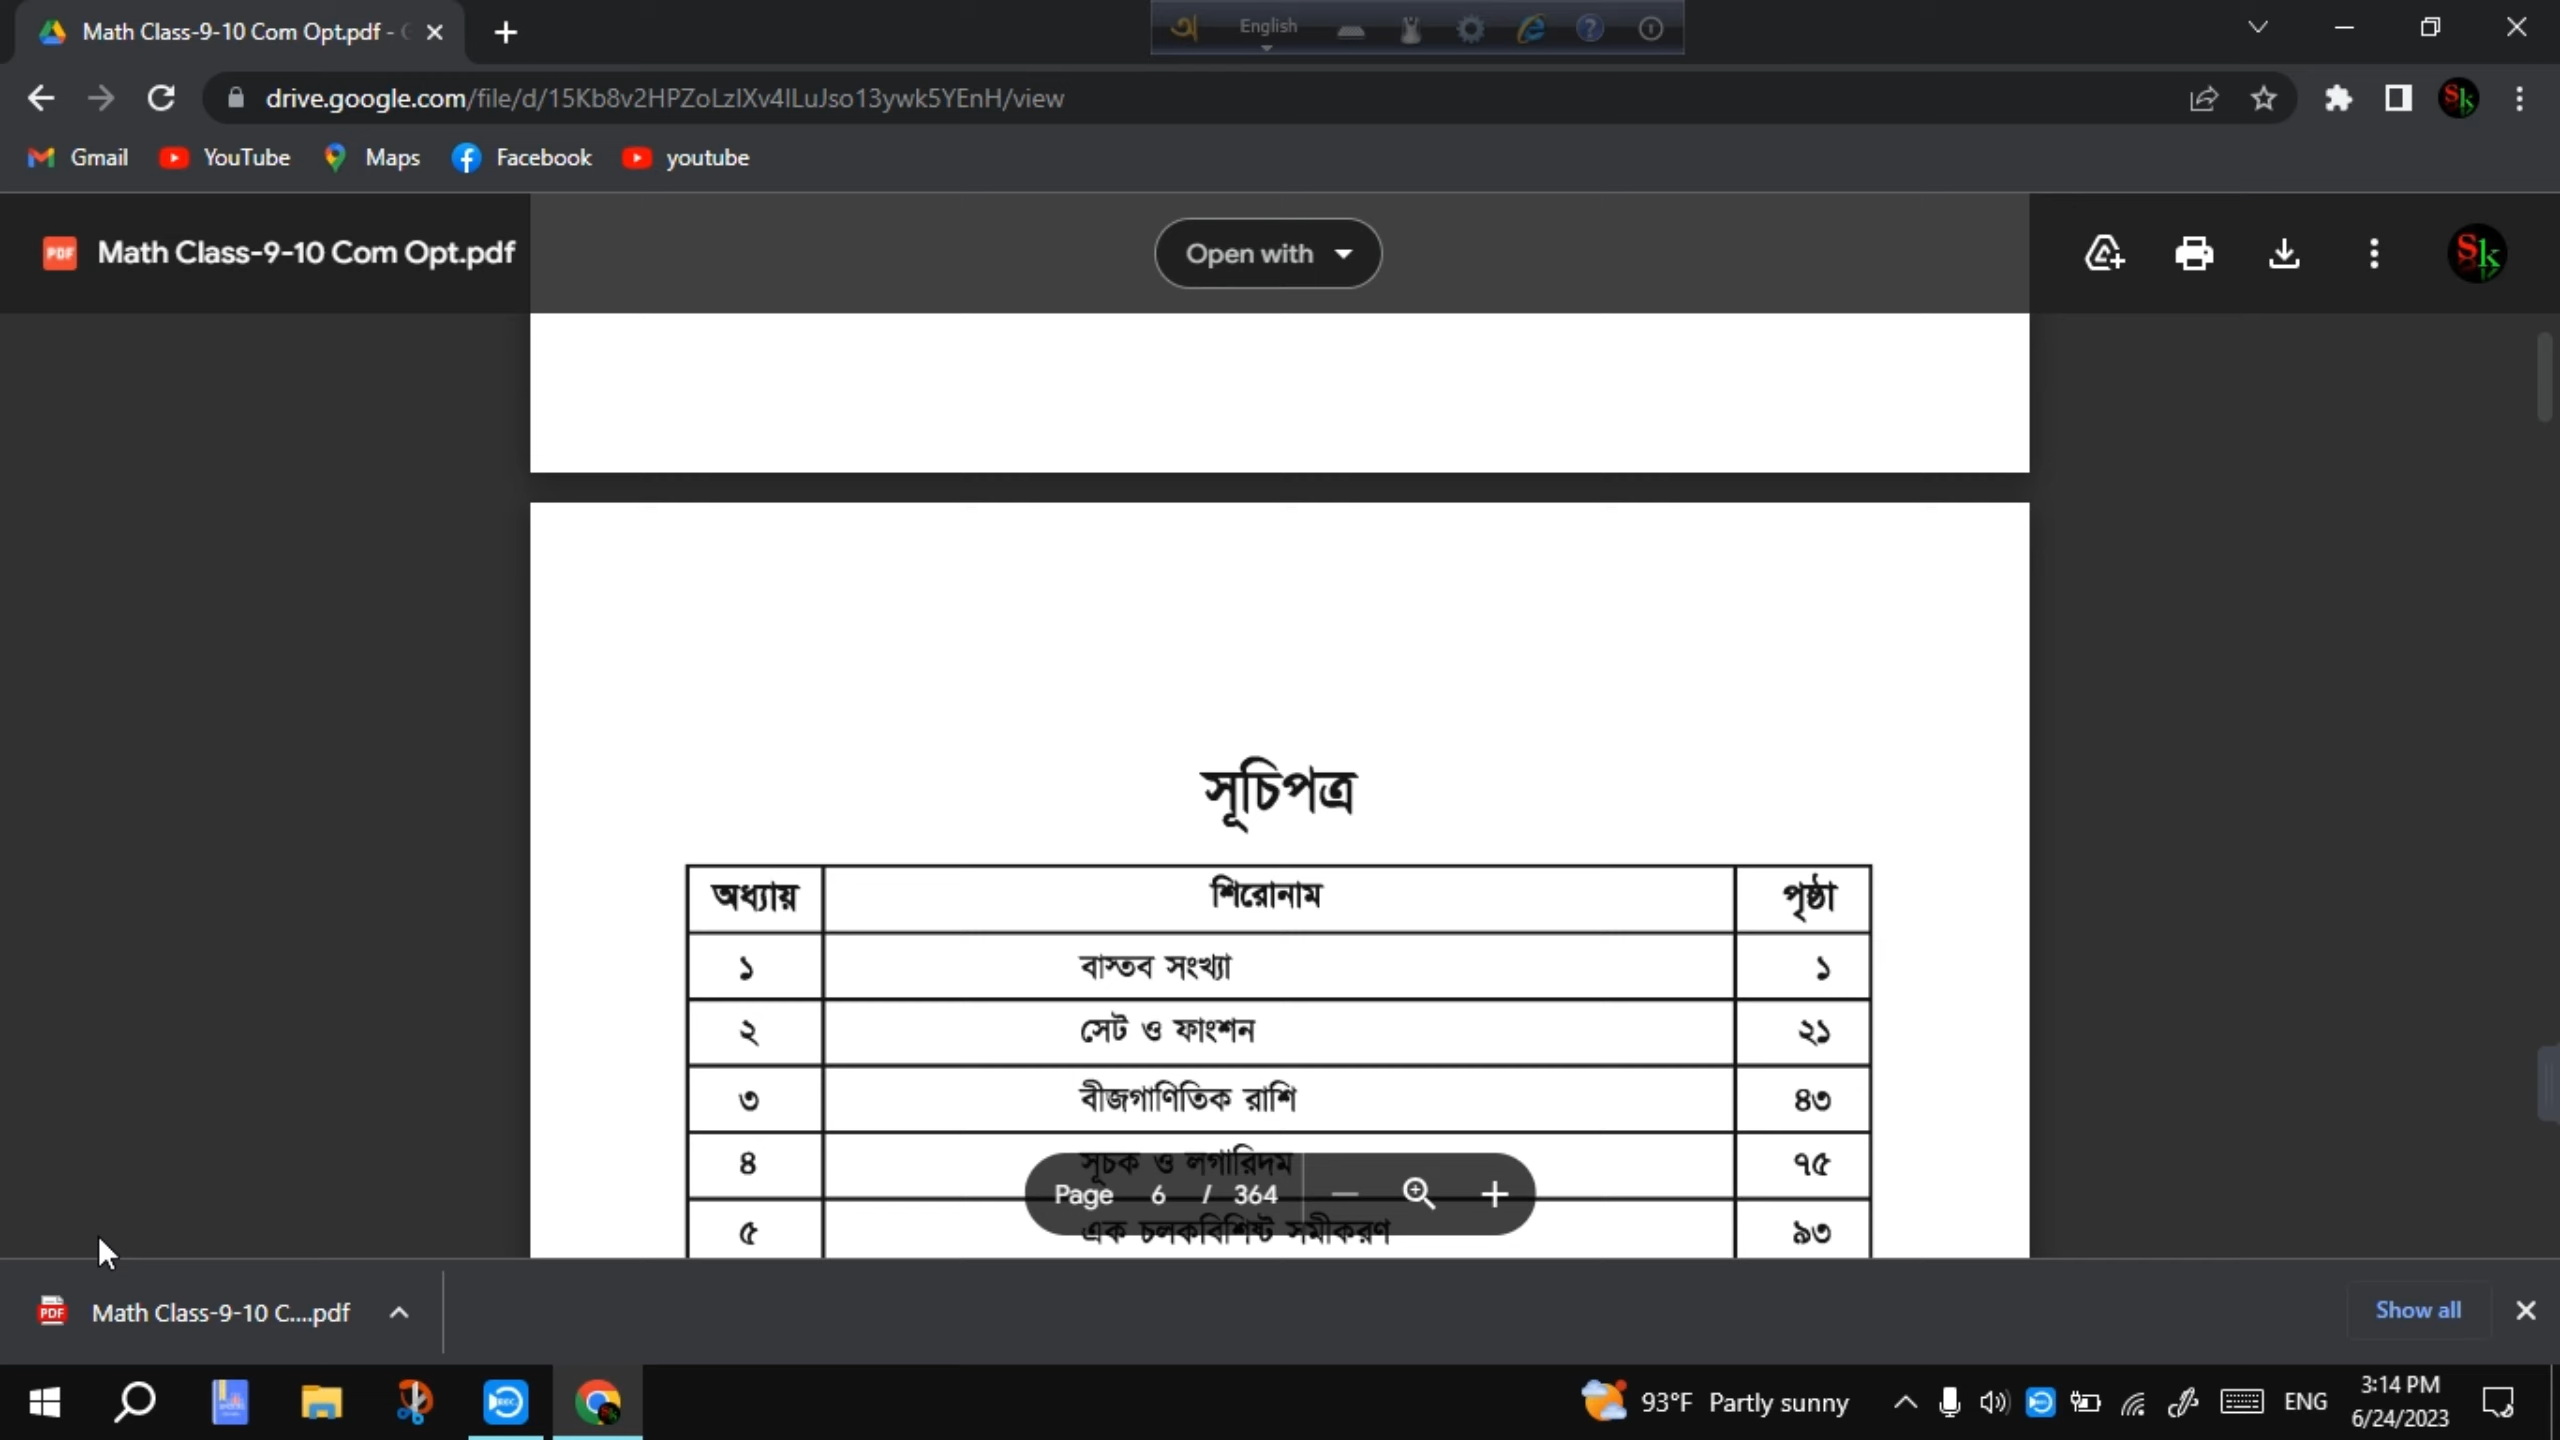 Math Class-9-10 Com Opt.pdf -
English
drive.google.com/file/d/15Kb8v2HPZoLzIXv4lLuJso13ywk5YEnH/view
Gmail YouTube Maps Facebook youtube
PDF Math Class-9-10 Com Opt.pdf
Open with
Sk
সূচিপত্র
অধ্যায় শিরোনাম পৃষ্ঠা
১ বাস্তব সংখ্যা ১
২ সেট ও ফাংশন ২১
৩ বীজগাণিতিক রাশি ৪৩
৪ সূচক ও লগারিদম ৭৫
Page 6 / 364
৫ এক চলকবিশিষ্ট সমীকরণ ৯৩
PDF Math Class-9-10 C....pdf
Show all
93°F Partly sunny
ENG
3:14 PM
6/24/2023